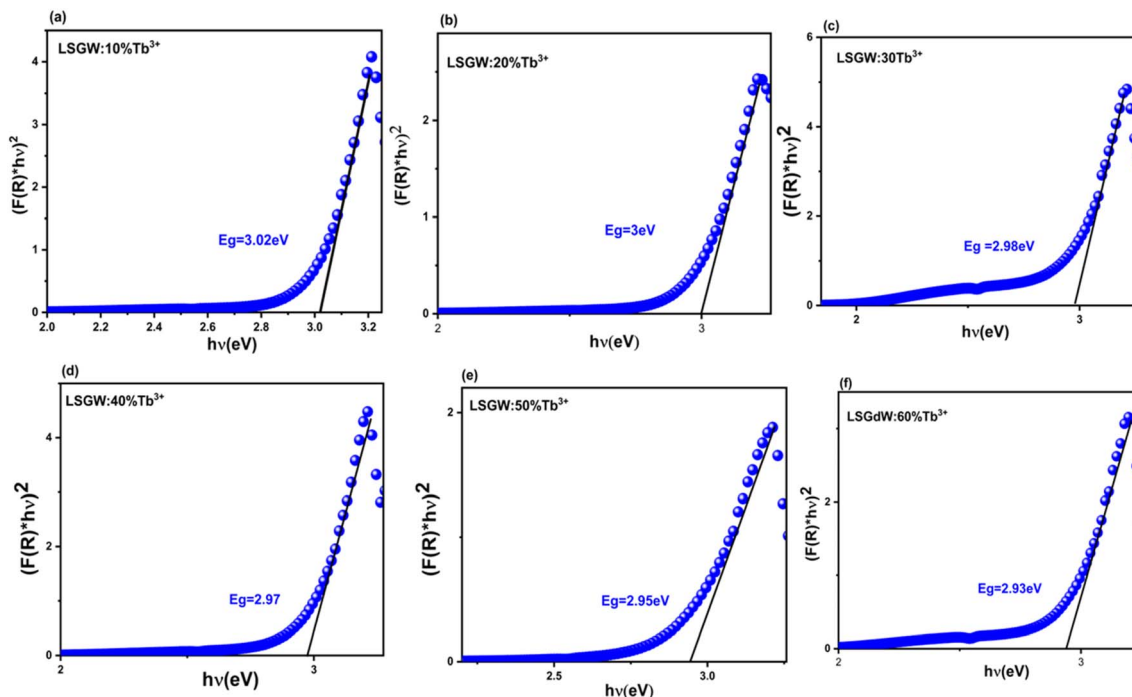 (a)
LSGW:10%Tb³⁺
(F(R)*hν)²
4
3
2
1
0
Eg=3.02eV
2.0 2.2 2.4 2.6 2.8 3.0 3.2
hν(eV)
(b)
LSGW:20%Tb³⁺
(F(R)*hν)²
2
1
0
Eg=3eV
2 3
hν(eV)
(c)
LSGW:30Tb³⁺
(F(R)*hν)²
6
4
2
0
Eg =2.98eV
2 3
hν(eV)
(d)
LSGW:40%Tb³⁺
(F(R)*hν)²
4
2
0
Eg=2.97
2 3
hν(eV)
(e)
LSGW:50%Tb³⁺
(F(R)*hν)²
2
0
Eg=2.95eV
2.5 3.0
hν(eV)
(f)
LSGdW:60%Tb³⁺
(F(R)*hν)²
2
0
Eg=2.93eV
2 3
hν(eV)